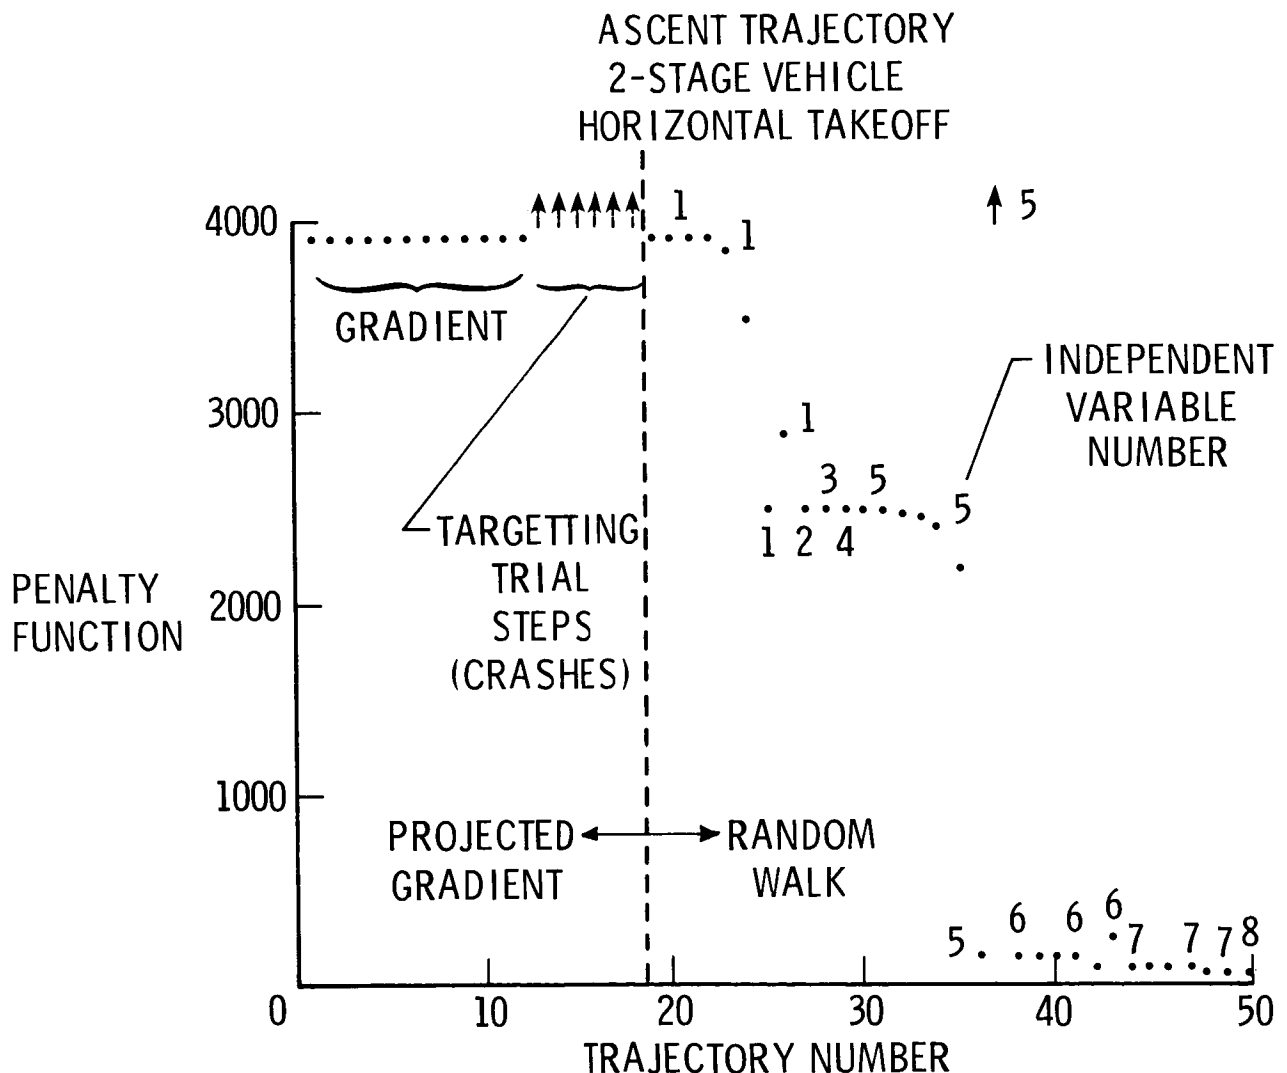 ASCENT TRAJECTORY
2-STAGE VEHICLE
HORIZONTAL TAKEOFF
1
5
4000
1
GRADIENT
INDEPENDENT
VARIABLE
NUMBER
3000
1
3 5
5
TARGETTING
TRIAL
STEPS
(CRASHES)
1 2 4
PENALTY
FUNCTION
2000
1000
PROJECTED
GRADIENT
RANDOM
WALK
5 6 6 6 7 7 7 8
0 10 20 30 40 50
TRAJECTORY NUMBER